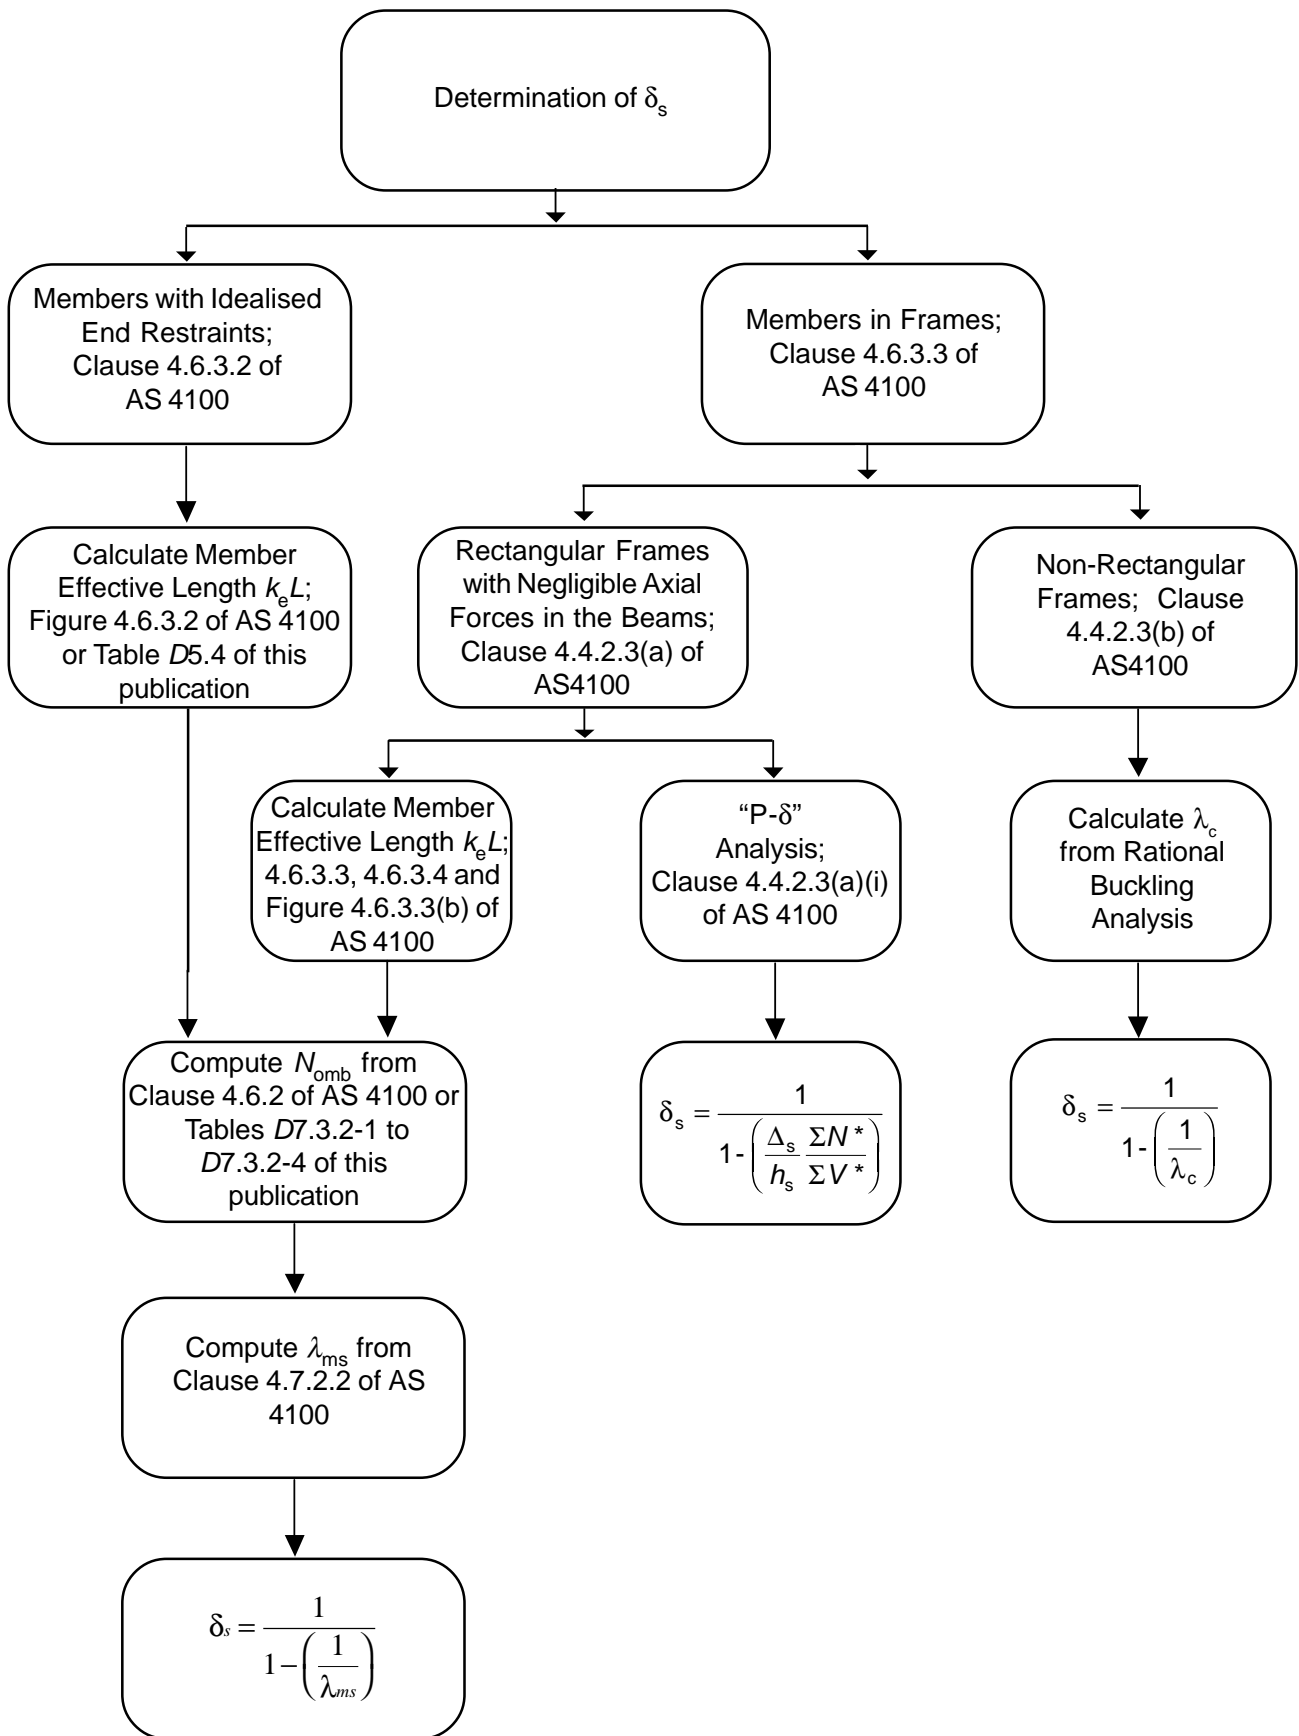 Determination of δs
Members with Idealised
End Restraints;
Clause 4.6.3.2 of
AS 4100
Members in Frames;
Clause 4.6.3.3 of
AS 4100
Calculate Member
Effective Length keL;
Figure 4.6.3.2 of AS 4100
or Table D5.4 of this
publication
Rectangular Frames
with Negligible Axial
Forces in the Beams;
Clause 4.4.2.3(a) of
AS4100
Non-Rectangular
Frames; Clause
4.4.2.3(b) of
AS4100
Calculate Member
Effective Length keL;
4.6.3.3, 4.6.3.4 and
Figure 4.6.3.3(b) of
AS 4100
“P-δ”
Analysis;
Clause 4.4.2.3(a)(i)
of AS 4100
Calculate λc
from Rational
Buckling
Analysis
Compute Nomb from
Clause 4.6.2 of AS 4100 or
Tables D7.3.2-1 to
D7.3.2-4 of this
publication
δs = 1 / (1 - (Δs/hs ΣN*/ΣV*))
δs = 1 / (1 - (1/λc))
Compute λms from
Clause 4.7.2.2 of AS
4100
δs = 1 / (1 − (1/λms))